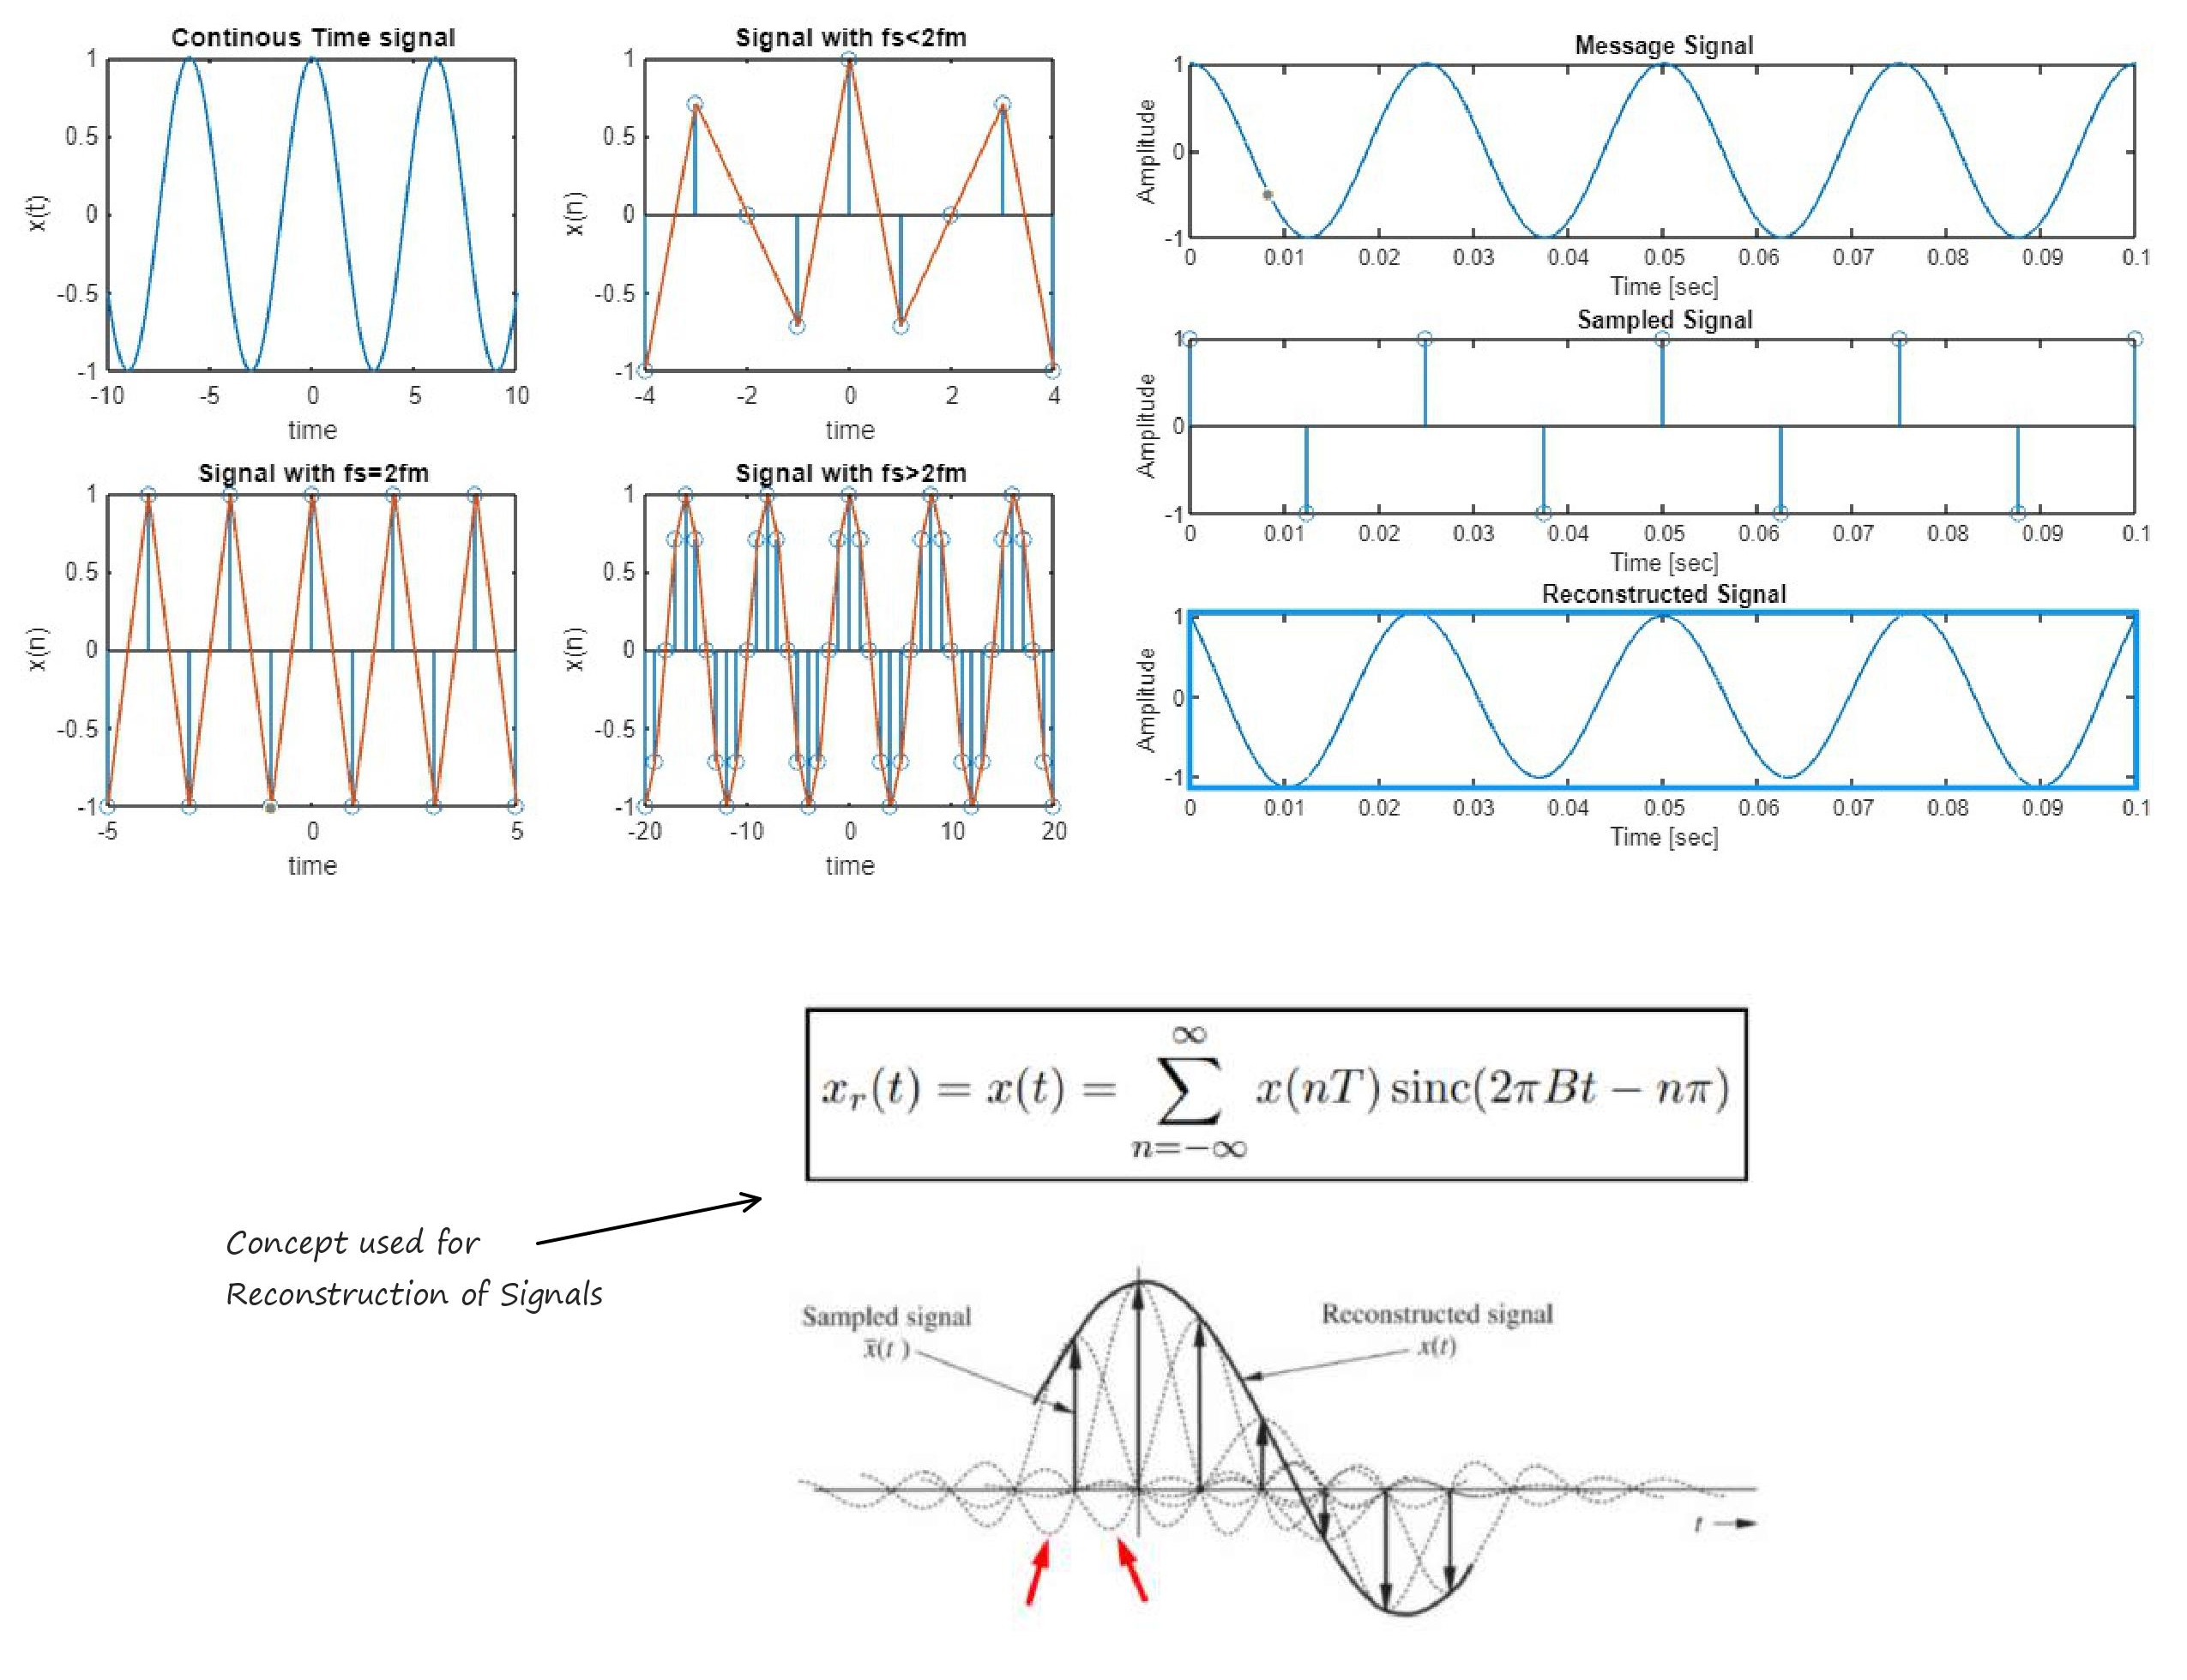 Continous Time signal
1
0.5
0
-0.5
-1
x(t)
-10
-5
0
5
10
time
Signal with fs<2fm
1
0.5
0
-0.5
-1
x(n)
-4
-2
0
2
4
time
Signal with fs=2fm
1
0.5
0
-0.5
-1
x(n)
-5
0
5
time
Signal with fs>2fm
1
0.5
0
-0.5
-1
x(n)
-20
-10
0
10
20
time
Message Signal
1
0
-1
Amplitude
0
0.01
0.02
0.03
0.04
0.05
0.06
0.07
0.08
0.09
0.1
Time [sec]
Sampled Signal
1
0
-1
Amplitude
0
0.01
0.02
0.03
0.04
0.05
0.06
0.07
0.08
0.09
0.1
Time [sec]
Reconstructed Signal
1
0
-1
Amplitude
0
0.01
0.02
0.03
0.04
0.05
0.06
0.07
0.08
0.09
0.1
Time [sec]
x_r(t) = x(t) = ∑_{n=-∞}^{∞} x(nT) sinc(2πBt − nπ)
Concept used for
Reconstruction of Signals
Sampled signal
x̄(t)
Reconstructed signal
x(t)
t